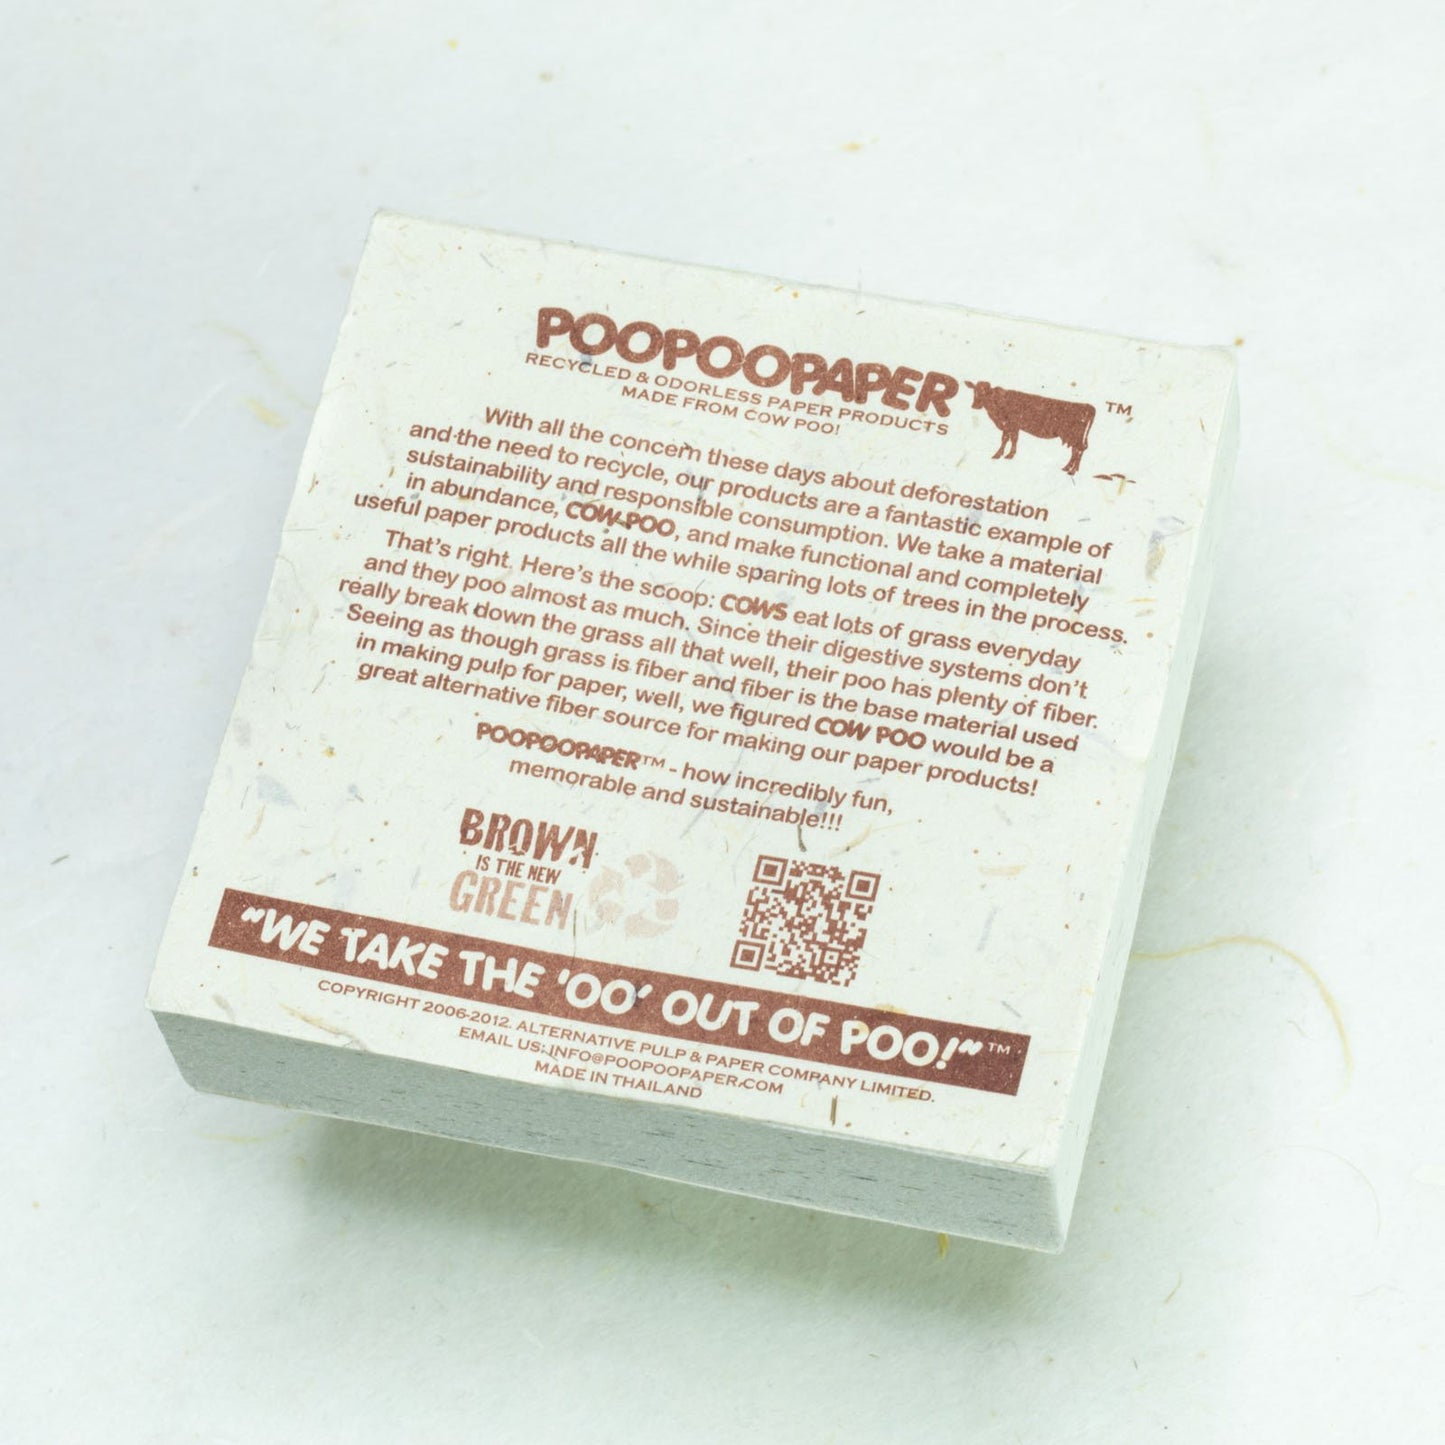 POOPOOPAPER ™
RECYCLED & ODORLESS PAPER PRODUCTS
MADE FROM COW POO!
With all the concern these days about deforestation
and the need to recycle, our products are a fantastic example of
sustainability and responsible consumption. We take a material
in abundance, COW POO, and make functional and completely
useful paper products all the while sparing lots of trees in the process.
That's right. Here's the scoop: COWS eat lots of grass everyday
and they poo almost as much. Since their digestive systems don't
really break down the grass all that well, their poo has plenty of fiber.
Seeing as though grass is fiber and fiber is the base material used
in making pulp for paper, well, we figured COW POO would be a
great alternative fiber source for making our paper products!
POOPOOPAPER™ - how incredibly fun,
memorable and sustainable!!!
BROWN
IS THE NEW
GREEN
"WE TAKE THE 'OO' OUT OF POO!"™
COPYRIGHT 2006-2012. ALTERNATIVE PULP & PAPER COMPANY LIMITED.
EMAIL US: INFO@POOPOOPAPER.COM
MADE IN THAILAND